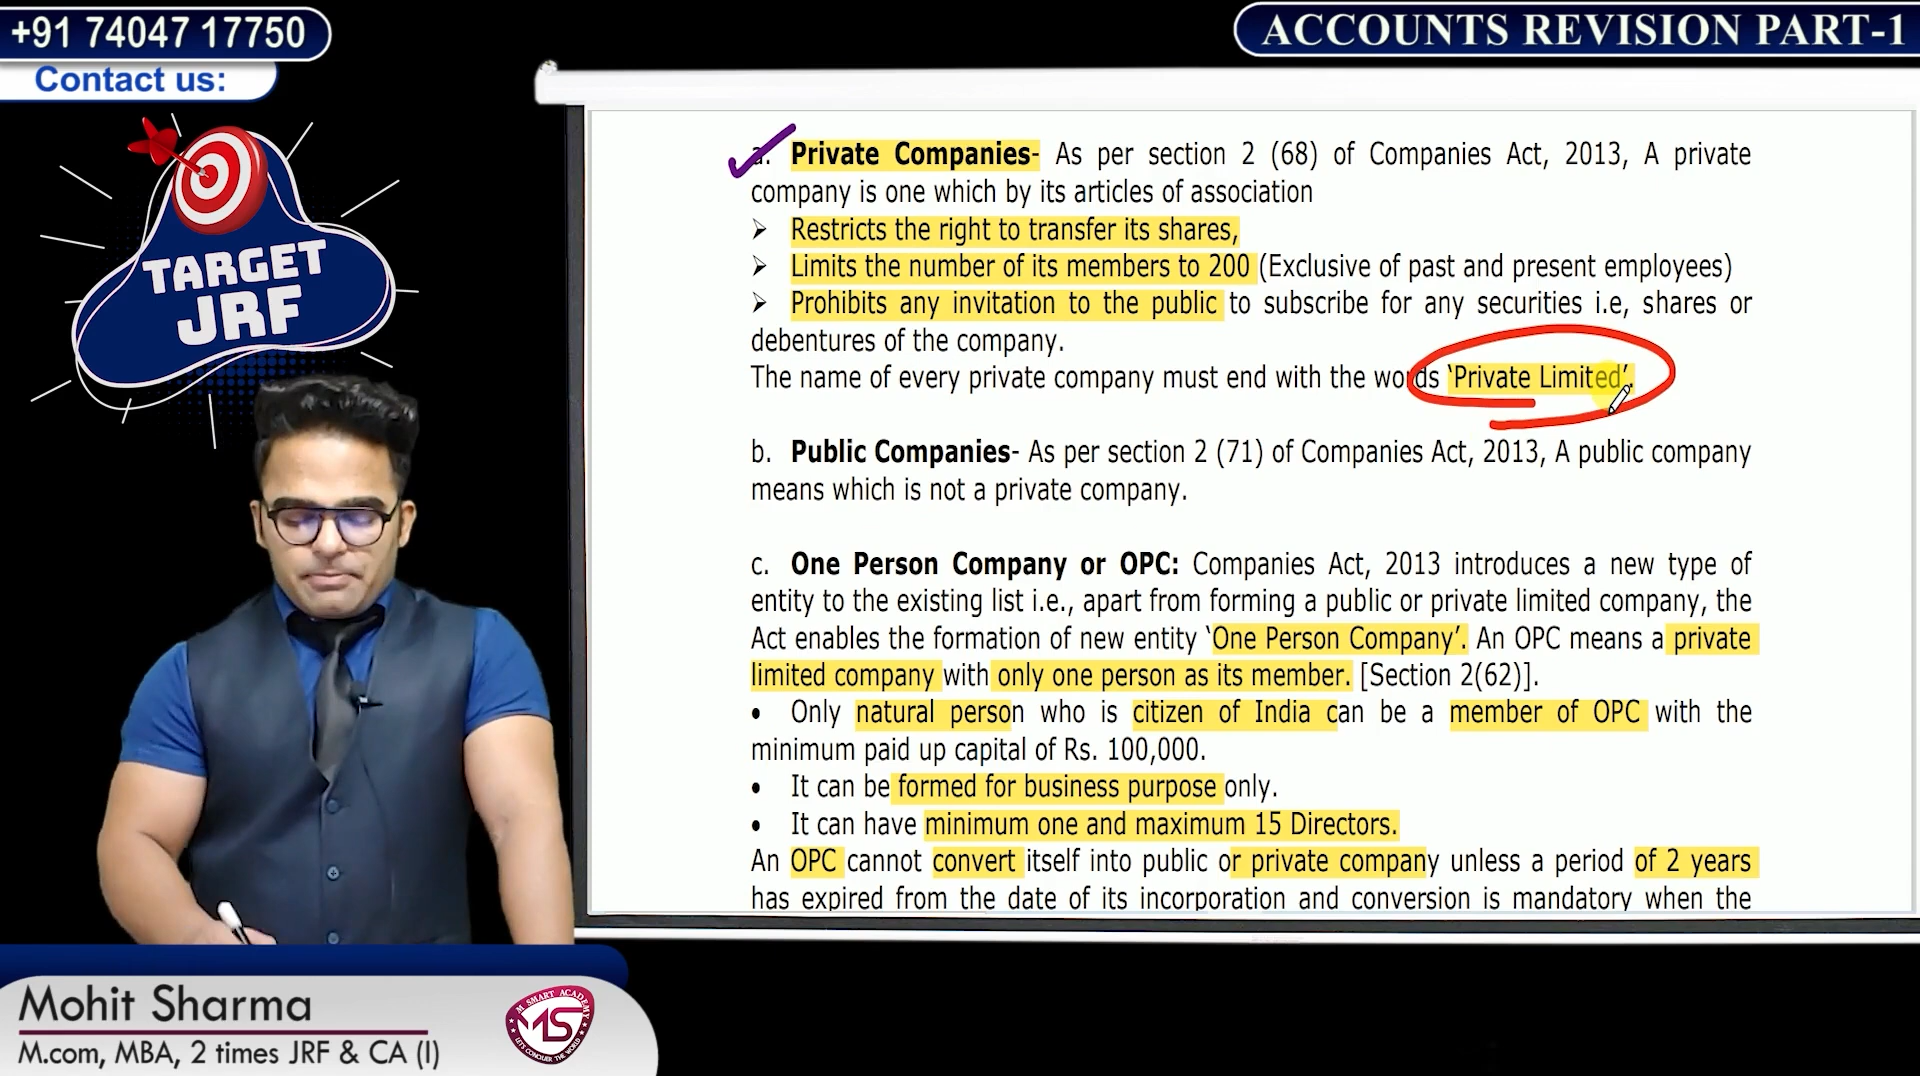 +91 74047 17750
Contact us:
ACCOUNTS REVISION PART-1
TARGET
JRF
a. Private Companies- As per section 2 (68) of Companies Act, 2013, A private
company is one which by its articles of association
➢ Restricts the right to transfer its shares,
➢ Limits the number of its members to 200 (Exclusive of past and present employees)
➢ Prohibits any invitation to the public to subscribe for any securities i.e, shares or
debentures of the company.
The name of every private company must end with the words ‘Private Limited’.
b. Public Companies- As per section 2 (71) of Companies Act, 2013, A public company
means which is not a private company.
c. One Person Company or OPC: Companies Act, 2013 introduces a new type of
entity to the existing list i.e., apart from forming a public or private limited company, the
Act enables the formation of new entity ‘One Person Company’. An OPC means a private
limited company with only one person as its member. [Section 2(62)].
• Only natural person who is citizen of India can be a member of OPC with the
minimum paid up capital of Rs. 100,000.
• It can be formed for business purpose only.
• It can have minimum one and maximum 15 Directors.
An OPC cannot convert itself into public or private company unless a period of 2 years
has expired from the date of its incorporation and conversion is mandatory when the
Mohit Sharma
M.com, MBA, 2 times JRF & CA (I)
M SMART ACADEMY
MS
LET'S CONQUER THE WORLD